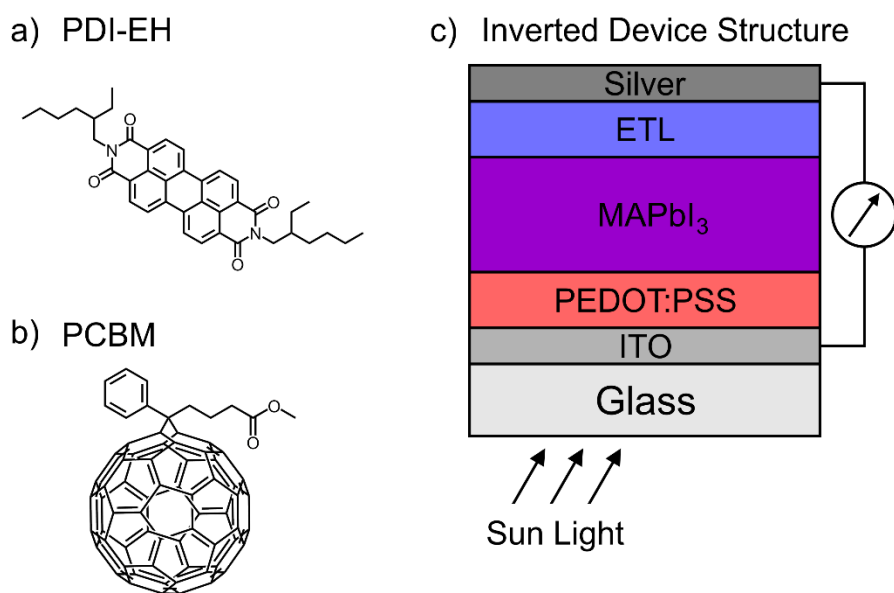 a) PDI-EH
O
N
O
O
N
O
b) PCBM
O
O
c) Inverted Device Structure
Silver
ETL
MAPbI₃
PEDOT:PSS
ITO
Glass
Sun Light